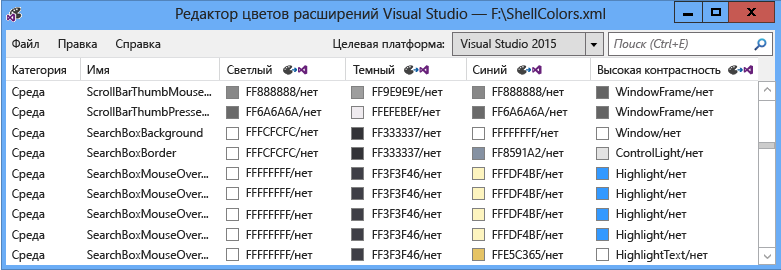 Редактор цветов расширений Visual Studio — F:\ShellColors.xml
Файл Правка Справка Целевая платформа: Visual Studio 2015 Поиск (Ctrl+E)
Категория Имя Светлый Темный Синий Высокая контрастность
Среда ScrollBarThumbMouse... FF888888/нет FF9E9E9E/нет FF888888/нет WindowFrame/нет
Среда ScrollBarThumbPresse... FF6A6A6A/нет FFEFEBEF/нет FF6A6A6A/нет WindowFrame/нет
Среда SearchBoxBackground FFFCFCFC/нет FF333337/нет FFFFFFFF/нет Window/нет
Среда SearchBoxBorder FFFCFCFC/нет FF333337/нет FF8591A2/нет ControlLight/нет
Среда SearchBoxMouseOver... FFFFFFFF/нет FF3F3F46/нет FFFDF4BF/нет Highlight/нет
Среда SearchBoxMouseOver... FFFFFFFF/нет FF3F3F46/нет FFFDF4BF/нет Highlight/нет
Среда SearchBoxMouseOver... FFFFFFFF/нет FF3F3F46/нет FFFDF4BF/нет Highlight/нет
Среда SearchBoxMouseOver... FFFFFFFF/нет FF3F3F46/нет FFFDF4BF/нет Highlight/нет
Среда SearchBoxMouseOver... FFFFFFFF/нет FF3F3F46/нет FFE5C365/нет HighlightText/нет